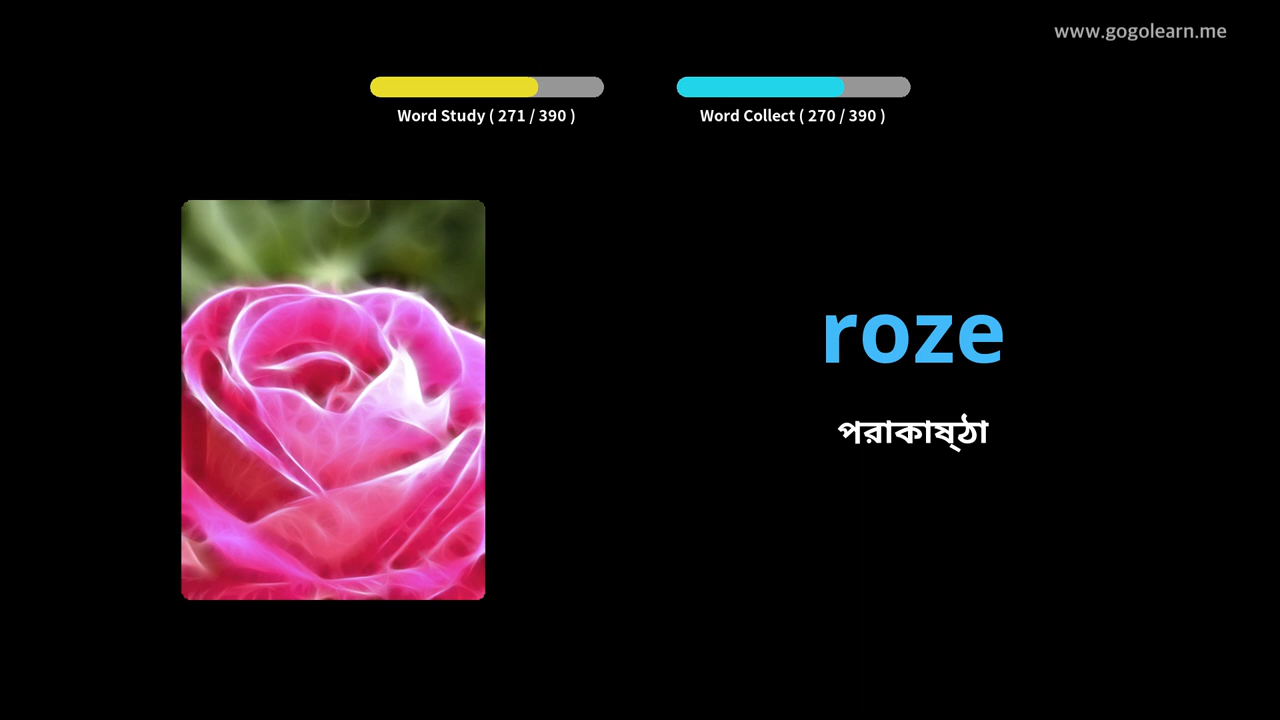 www.gogolearn.me
Word Study ( 271 / 390 )
Word Collect ( 270 / 390 )
roze
পরাকাষ্ঠা